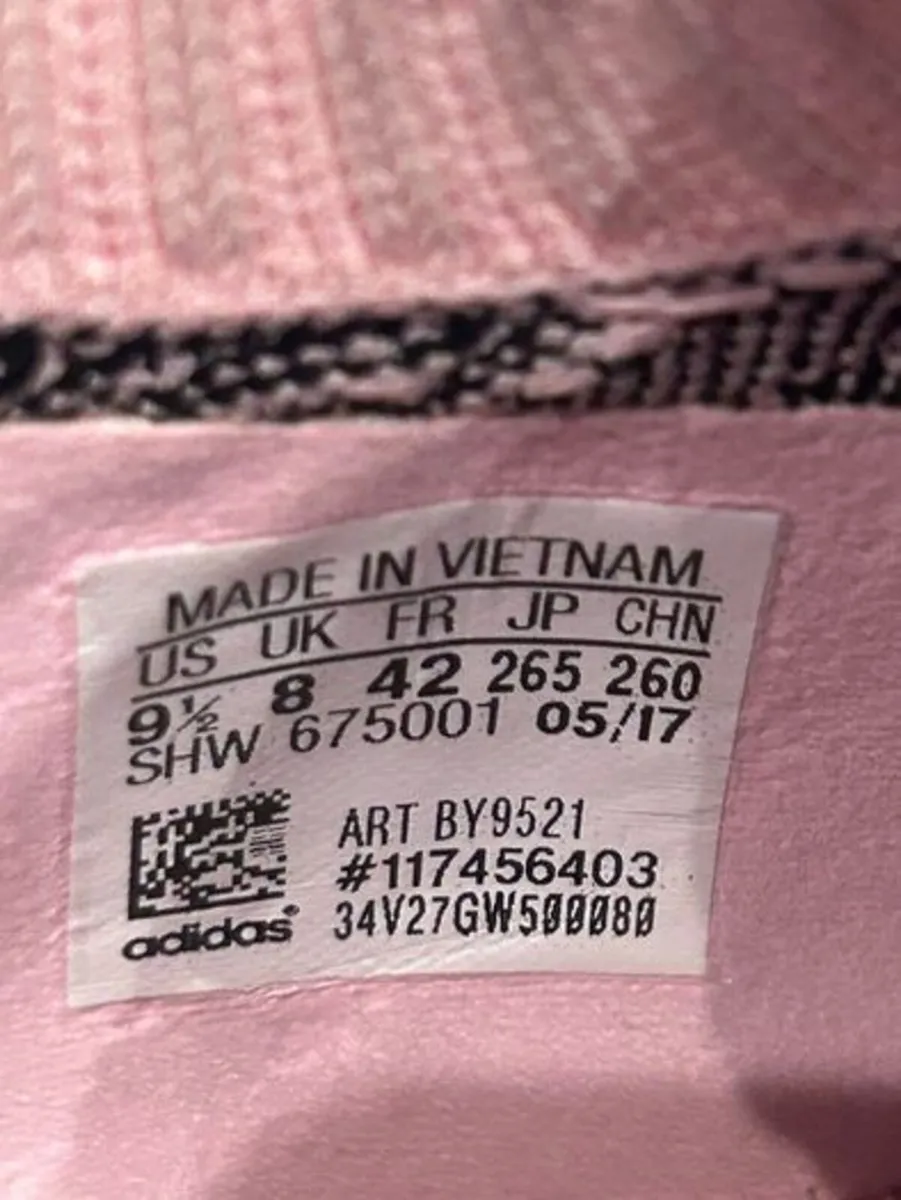 MADE IN VIETNAM
US UK FR JP CHN
9½ 8 42 265 260
SHW 675001 05/17
ART BY9521
#117456403
34V27GW500080
adidas®